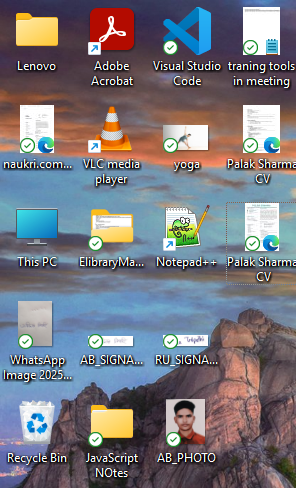 Lenovo
Adobe
Acrobat
Visual Studio
Code
traning tools
in meeting
naukri.com...
VLC media
player
yoga
Palak Sharma
CV
This PC
ElibraryMa...
Notepad++
Palak Sharma
CV
WhatsApp
Image 2025...
AB_SIGNA...
RU_SIGNA...
Recycle Bin
JavaScript
NOtes
AB_PHOTO